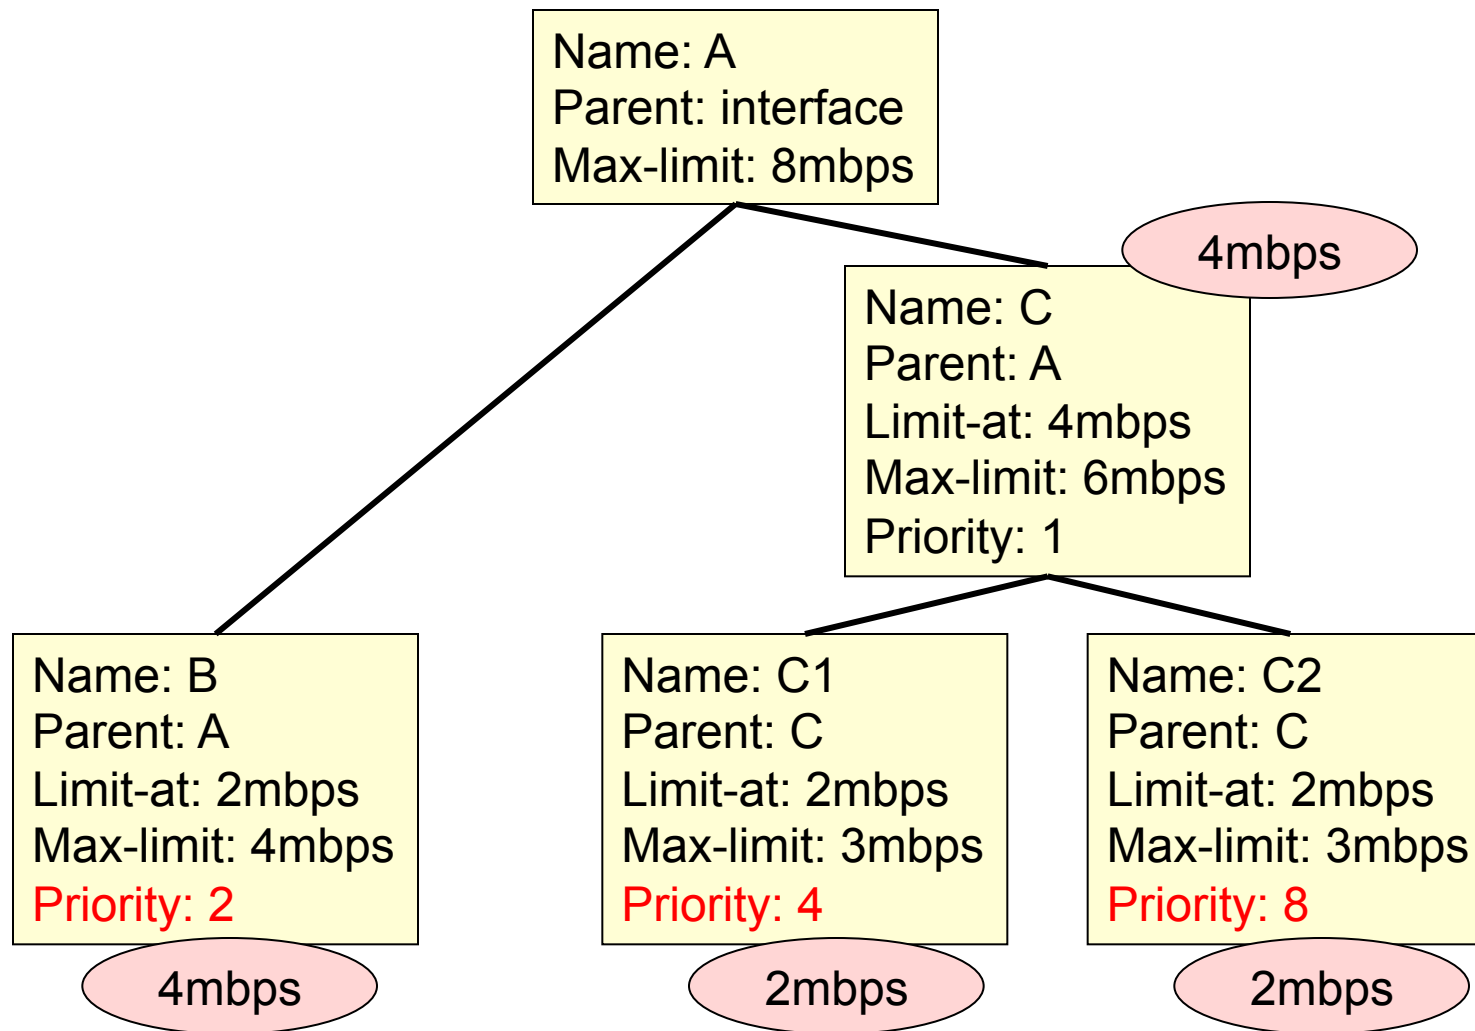 Name: A
Parent: interface
Max-limit: 8mbps
4mbps
Name: C
Parent: A
Limit-at: 4mbps
Max-limit: 6mbps
Priority: 1
Name: B
Parent: A
Limit-at: 2mbps
Max-limit: 4mbps
Priority: 2
4mbps
Name: C1
Parent: C
Limit-at: 2mbps
Max-limit: 3mbps
Priority: 4
2mbps
Name: C2
Parent: C
Limit-at: 2mbps
Max-limit: 3mbps
Priority: 8
2mbps